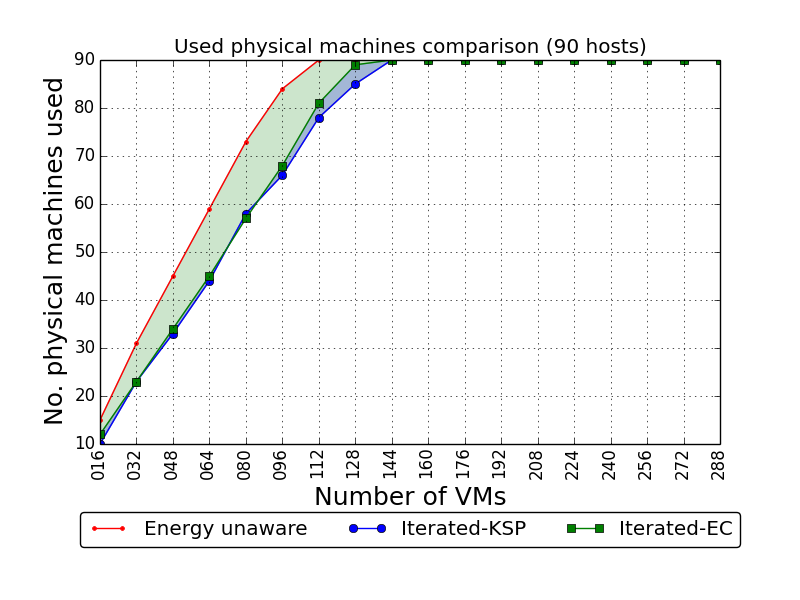 Used physical machines comparison (90 hosts)
No. physical machines used
90
80
70
60
50
40
30
20
10
016 032 048 064 080 096 112 128 144 160 176 192 208 224 240 256 272 288
Number of VMs
Energy unaware Iterated-KSP Iterated-EC